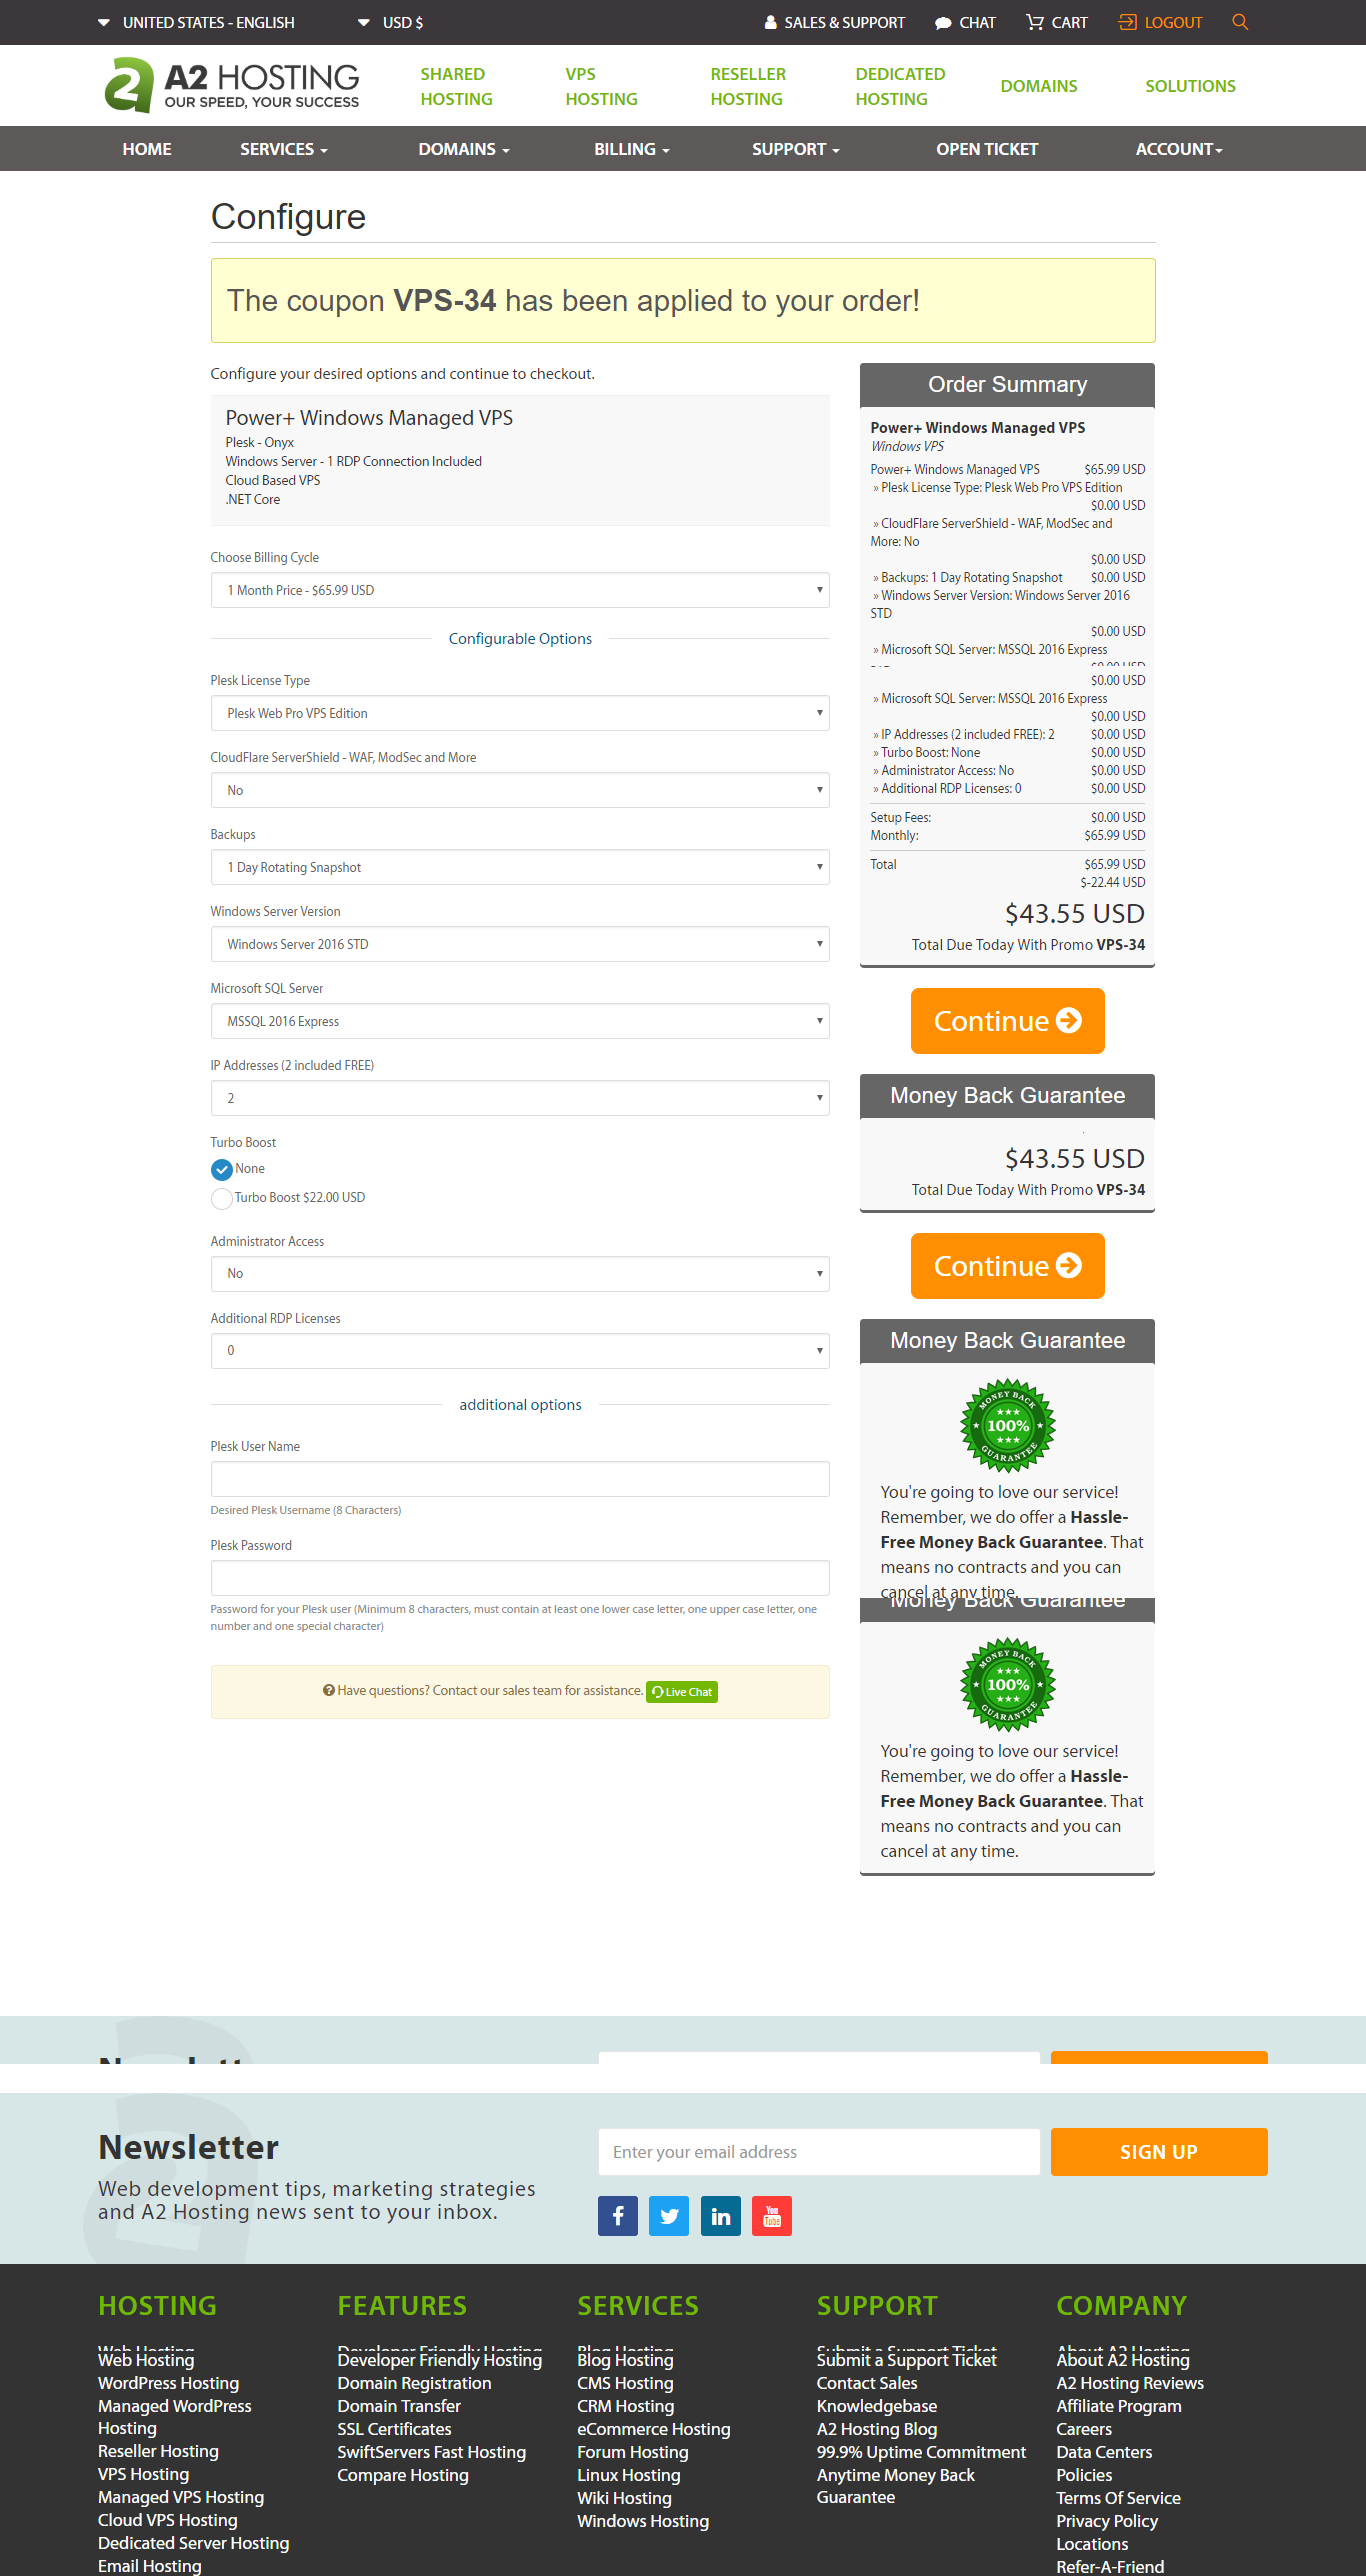 UNITED STATES - ENGLISH USD $ SALES & SUPPORT CHAT CART LOGOUT
A2 HOSTING
OUR SPEED, YOUR SUCCESS
SHARED HOSTING VPS HOSTING RESELLER HOSTING DEDICATED HOSTING DOMAINS SOLUTIONS
HOME SERVICES DOMAINS BILLING SUPPORT OPEN TICKET ACCOUNT
Configure
The coupon VPS-34 has been applied to your order!
Configure your desired options and continue to checkout.
Power+ Windows Managed VPS
Plesk - Onyx
Windows Server - 1 RDP Connection Included
Cloud Based VPS
.NET Core
Choose Billing Cycle
1 Month Price - $65.99 USD
Configurable Options
Plesk License Type
Plesk Web Pro VPS Edition
CloudFlare ServerShield - WAF, ModSec and More
No
Backups
1 Day Rotating Snapshot
Windows Server Version
Windows Server 2016 STD
Microsoft SQL Server
MSSQL 2016 Express
IP Addresses (2 included FREE)
2
Turbo Boost
None
Turbo Boost $22.00 USD
Administrator Access
No
Additional RDP Licenses
0
additional options
Plesk User Name
Desired Plesk Username (8 Characters)
Plesk Password
Password for your Plesk user (Minimum 8 characters, must contain at least one lower case letter, one upper case letter, one
number and one special character)
Have questions? Contact our sales team for assistance. Live Chat
Order Summary
Power+ Windows Managed VPS
Windows VPS
Power+ Windows Managed VPS $65.99 USD
» Plesk License Type: Plesk Web Pro VPS Edition
$0.00 USD
» CloudFlare ServerShield - WAF, ModSec and
More: No
$0.00 USD
» Backups: 1 Day Rotating Snapshot $0.00 USD
» Windows Server Version: Windows Server 2016
STD
$0.00 USD
» Microsoft SQL Server: MSSQL 2016 Express
$0.00 USD
$0.00 USD
» Microsoft SQL Server: MSSQL 2016 Express
$0.00 USD
» IP Addresses (2 included FREE): 2 $0.00 USD
» Turbo Boost: None $0.00 USD
» Administrator Access: No $0.00 USD
» Additional RDP Licenses: 0 $0.00 USD
Setup Fees: $0.00 USD
Monthly: $65.99 USD
Total $65.99 USD
$-22.44 USD
$43.55 USD
Total Due Today With Promo VPS-34
Continue
Money Back Guarantee
$43.55 USD
Total Due Today With Promo VPS-34
Continue
Money Back Guarantee
MONEY BACK
100%
GUARANTEE
You're going to love our service!
Remember, we do offer a Hassle-
Free Money Back Guarantee. That
means no contracts and you can
cancel at any time.
Money Back Guarantee
MONEY BACK
100%
GUARANTEE
You're going to love our service!
Remember, we do offer a Hassle-
Free Money Back Guarantee. That
means no contracts and you can
cancel at any time.
Newsletter
Newsletter
Web development tips, marketing strategies
and A2 Hosting news sent to your inbox.
Enter your email address SIGN UP
You
Tube
HOSTING
Web Hosting
Web Hosting
WordPress Hosting
Managed WordPress
Hosting
Reseller Hosting
VPS Hosting
Managed VPS Hosting
Cloud VPS Hosting
Dedicated Server Hosting
Email Hosting
FEATURES
Developer Friendly Hosting
Developer Friendly Hosting
Domain Registration
Domain Transfer
SSL Certificates
SwiftServers Fast Hosting
Compare Hosting
SERVICES
Blog Hosting
Blog Hosting
CMS Hosting
CRM Hosting
eCommerce Hosting
Forum Hosting
Linux Hosting
Wiki Hosting
Windows Hosting
SUPPORT
Submit a Support Ticket
Submit a Support Ticket
Contact Sales
Knowledgebase
A2 Hosting Blog
99.9% Uptime Commitment
Anytime Money Back
Guarantee
COMPANY
About A2 Hosting
About A2 Hosting
A2 Hosting Reviews
Affiliate Program
Careers
Data Centers
Policies
Terms Of Service
Privacy Policy
Locations
Refer-A-Friend